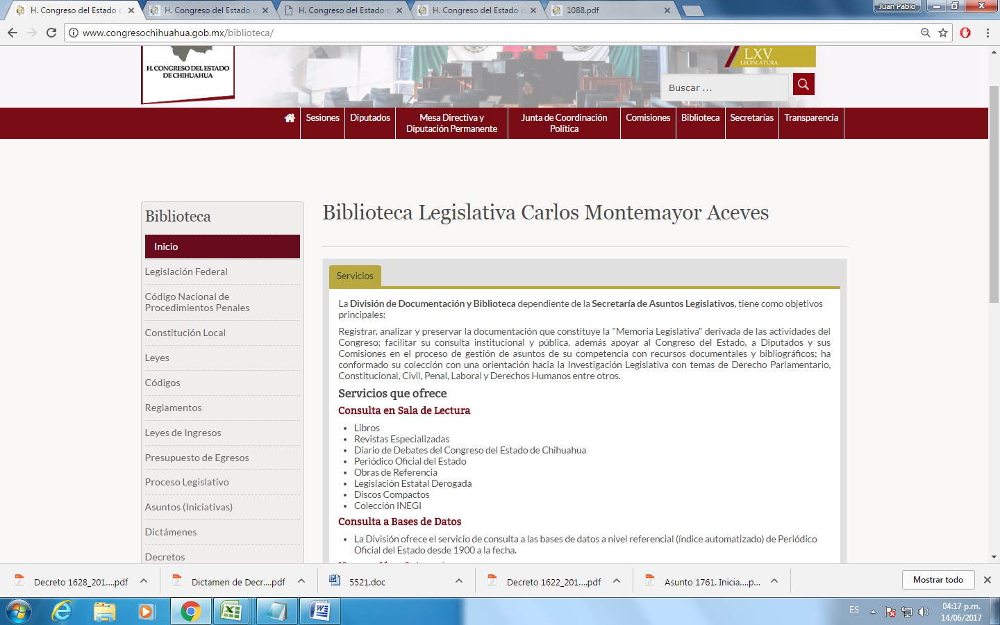 H. Congreso del Estado d
H. Congreso del Estado d
H. Congreso del Estado d
H. Congreso del Estado d
1088.pdf
Juan Pablo
www.congresochihuahua.gob.mx/biblioteca/
H. CONGRESO DEL ESTADO
DE CHIHUAHUA
LXV
LEGISLATURA
Buscar ...
Sesiones
Diputados
Mesa Directiva y
Diputación Permanente
Junta de Coordinación
Política
Comisiones
Biblioteca
Secretarías
Transparencia
Biblioteca
Inicio
Legislación Federal
Código Nacional de
Procedimientos Penales
Constitución Local
Leyes
Códigos
Reglamentos
Leyes de Ingresos
Presupuesto de Egresos
Proceso Legislativo
Asuntos (Iniciativas)
Dictámenes
Decretos
Biblioteca Legislativa Carlos Montemayor Aceves
Servicios
La División de Documentación y Biblioteca dependiente de la Secretaría de Asuntos Legislativos, tiene como objetivos
principales:
Registrar, analizar y preservar la documentación que constituye la "Memoria Legislativa" derivada de las actividades del
Congreso; facilitar su consulta institucional y pública, además apoyar al Congreso del Estado, a Diputados y sus
Comisiones en el proceso de gestión de asuntos de su competencia con recursos documentales y bibliográficos; ha
conformado su colección con una orientación hacia la Investigación Legislativa con temas de Derecho Parlamentario,
Constitucional, Civil, Penal, Laboral y Derechos Humanos entre otros.
Servicios que ofrece
Consulta en Sala de Lectura
• Libros
• Revistas Especializadas
• Diario de Debates del Congreso del Estado de Chihuahua
• Periódico Oficial del Estado
• Obras de Referencia
• Legislación Estatal Derogada
• Discos Compactos
• Colección INEGI
Consulta a Bases de Datos
• La División ofrece el servicio de consulta a las bases de datos a nivel referencial (índice automatizado) de Periódico
Oficial del Estado desde 1900 a la fecha.
Decreto 1628_201....pdf
Dictamen de Decr....pdf
5521.doc
Decreto 1622_201....pdf
Asunto 1761. Inicia....p...
Mostrar todo
ES
04:17 p.m.
14/06/2017